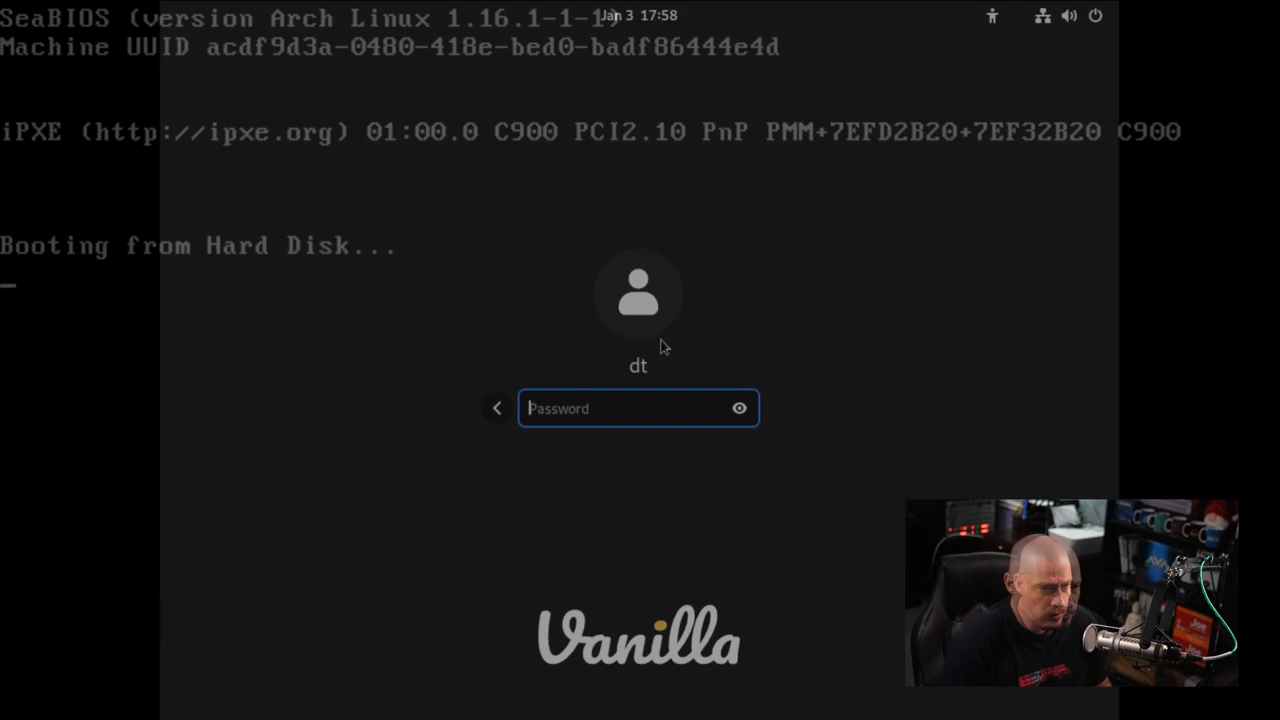 SeaBIOS (version Arch Linux 1.16.1-1-1)
Jan 3 17:58
Machine UUID acdf9d3a-0480-418e-bed0-badf86444e4d
iPXE (http://ipxe.org) 01:00.0 C900 PCI2.10 PnP PMM+7EFD2B20+7EF32B20 C900
Booting from Hard Disk...
dt
Password
Vanilla
Joe